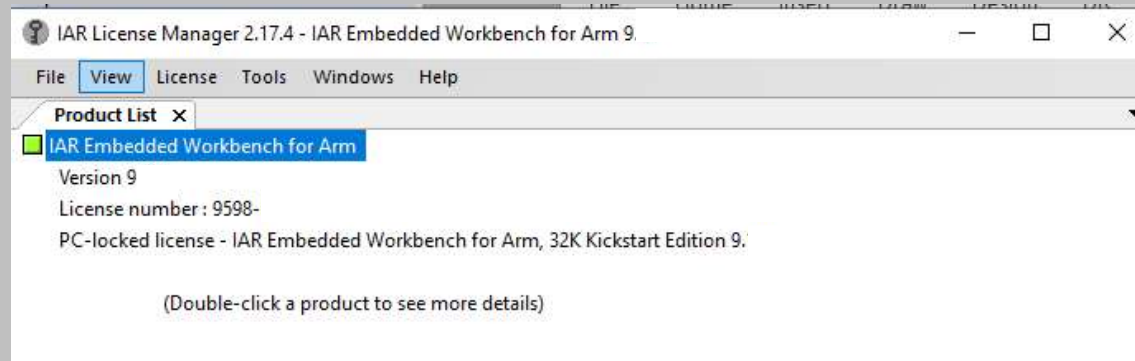 IAR License Manager 2.17.4 - IAR Embedded Workbench for Arm 9.
File View License Tools Windows Help
Product List
IAR Embedded Workbench for Arm
Version 9
License number : 9598-
PC-locked license - IAR Embedded Workbench for Arm, 32K Kickstart Edition 9.
(Double-click a product to see more details)